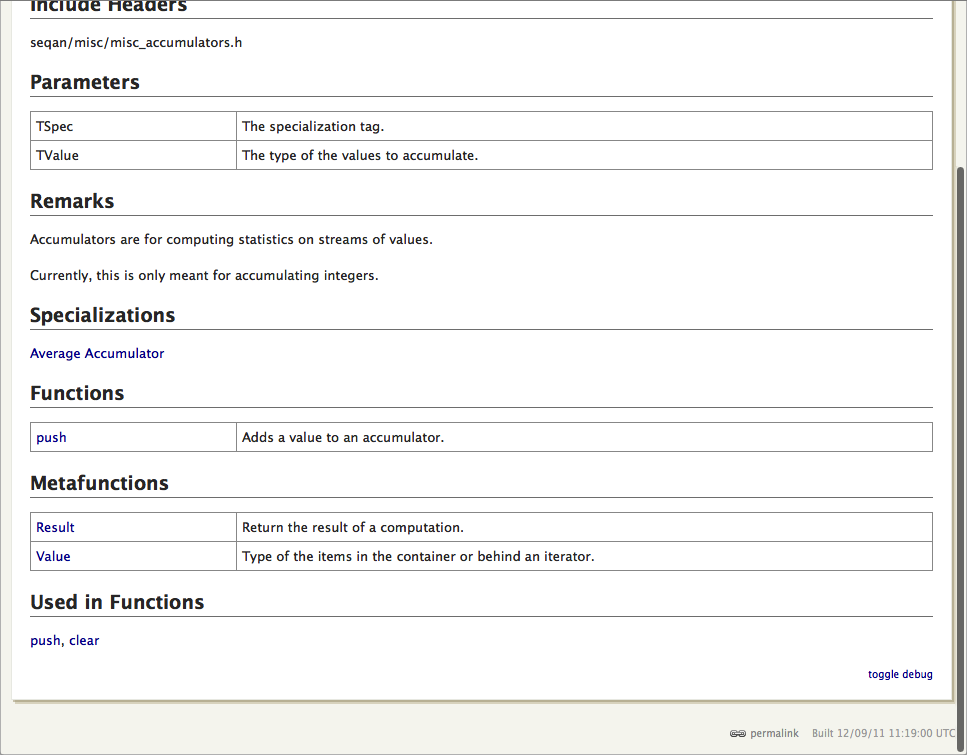 Include Headers
seqan/misc/misc_accumulators.h
Parameters
TSpec The specialization tag.
TValue The type of the values to accumulate.
Remarks
Accumulators are for computing statistics on streams of values.
Currently, this is only meant for accumulating integers.
Specializations
Average Accumulator
Functions
push Adds a value to an accumulator.
Metafunctions
Result Return the result of a computation.
Value Type of the items in the container or behind an iterator.
Used in Functions
push, clear
toggle debug
permalink Built 12/09/11 11:19:00 UTC